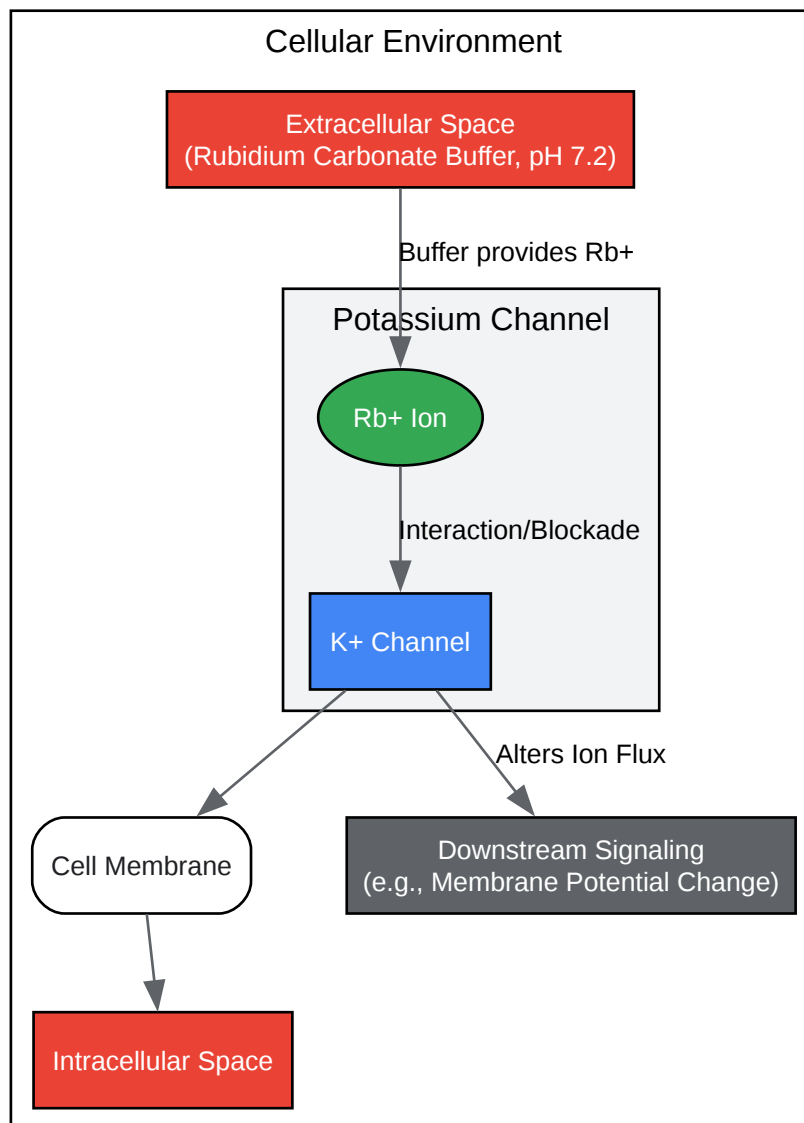 Cellular Environment
Extracellular Space
(Rubidium Carbonate Buffer, pH 7.2)
Buffer provides Rb+
Potassium Channel
Rb+ Ion
Interaction/Blockade
K+ Channel
Alters Ion Flux
Cell Membrane
Downstream Signaling
(e.g., Membrane Potential Change)
Intracellular Space